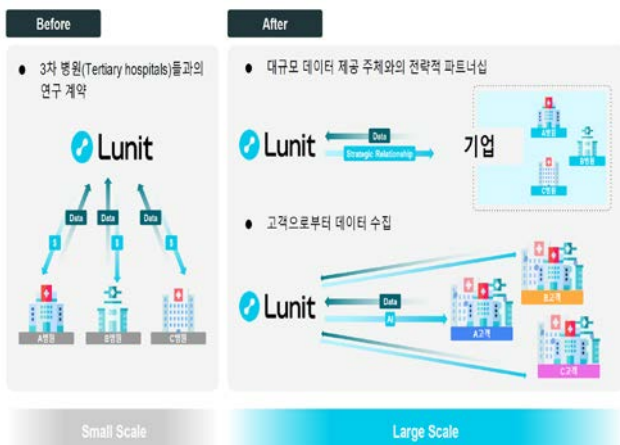 Before
• 3차 병원(Tertiary hospitals)들과의
연구 계약
Lunit
Data Data Data
$ $ $
A병원 B병원 C병원
Small Scale
After
• 대규모 데이터 제공 주체와의 전략적 파트너십
Lunit
Data
Strategic Relationship
기업
A병원
B병원
C병원
• 고객으로부터 데이터 수집
Lunit
Data
AI
B고객
A고객
C고객
Large Scale